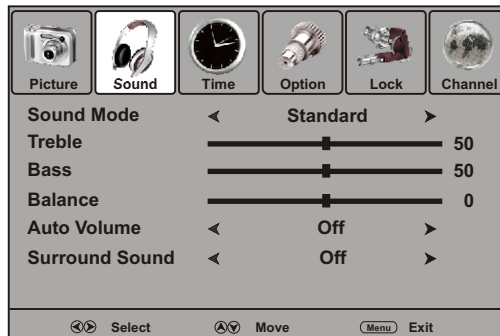 Picture Sound Time Option Lock Channel
Sound Mode Standard
Treble 50
Bass 50
Balance 0
Auto Volume Off
Surround Sound Off
Select Move Menu Exit